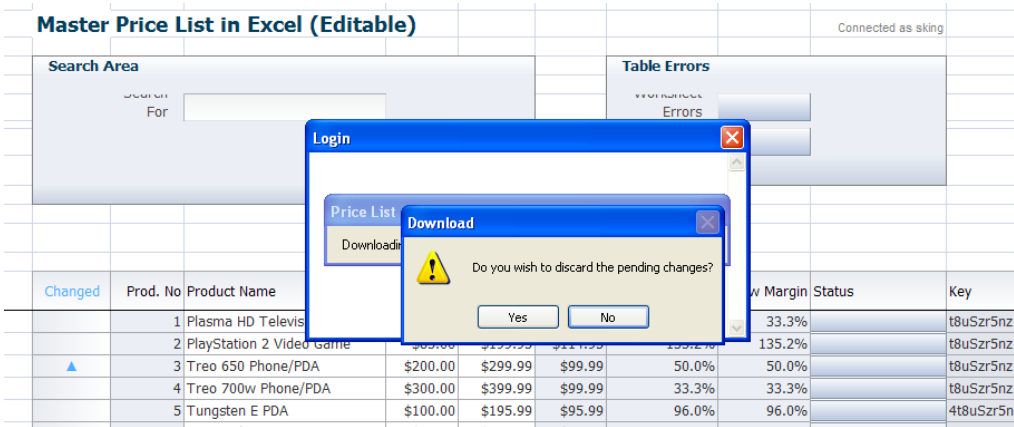 Master Price List in Excel (Editable)
Connected as sking
Search Area
Table Errors
Search
For
Worksheet
Errors
Login
Price List
Download
Do you wish to discard the pending changes?
Yes No
Changed Prod. No Product Name w Margin Status Key
1 Plasma HD Televis 33.3% t8uSzr5nz
2 PlayStation 2 Video Game 135.2% t8uSzr5nz
▲ 3 Treo 650 Phone/PDA $200.00 $299.99 $99.99 50.0% 50.0% t8uSzr5nz
4 Treo 700w Phone/PDA $300.00 $399.99 $99.99 33.3% 33.3% t8uSzr5nz
5 Tungsten E PDA $100.00 $195.99 $95.99 96.0% 96.0% 4t8uSzr5n